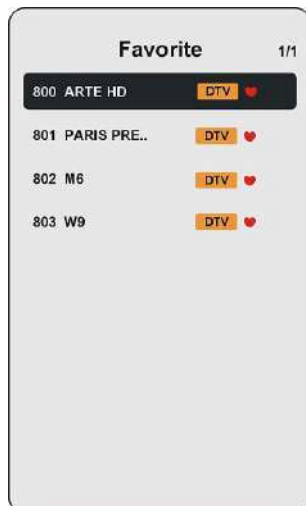 Favorite 1/1
800 ARTE HD DTV
801 PARIS PRE.. DTV
802 M6 DTV
803 W9 DTV